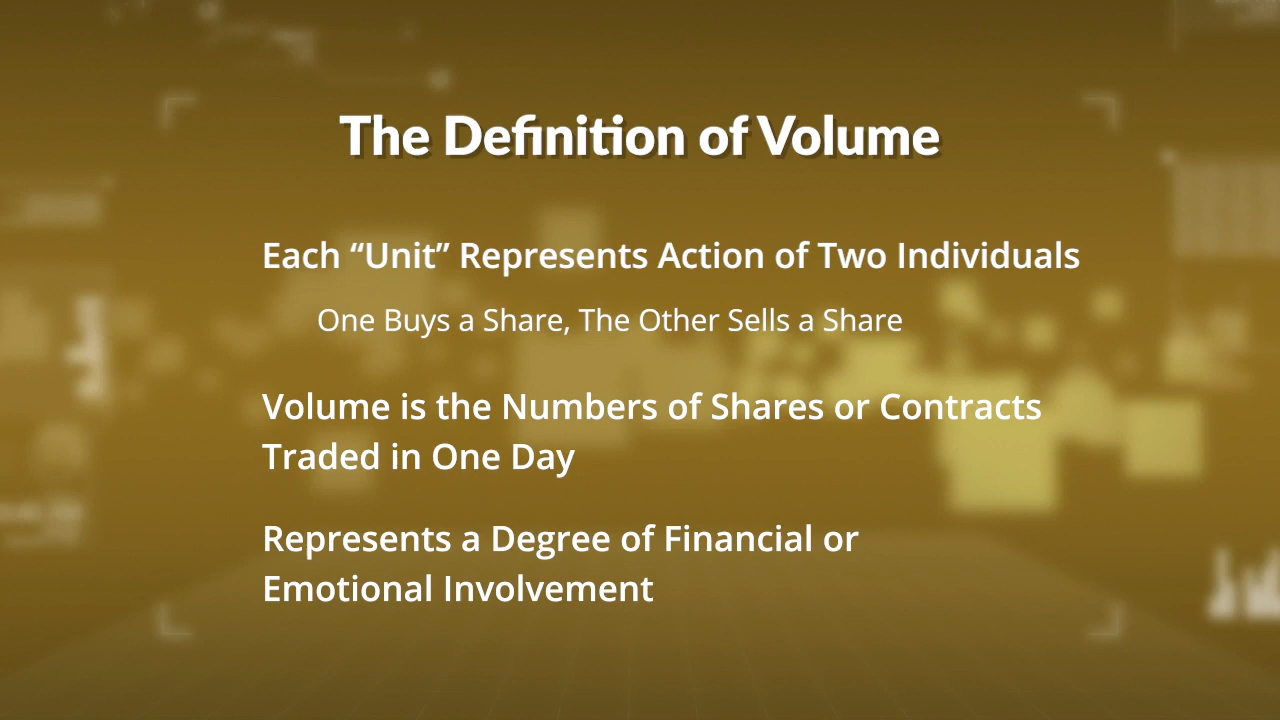 The Definition of Volume
Each “Unit” Represents Action of Two Individuals
One Buys a Share, The Other Sells a Share
Volume is the Numbers of Shares or Contracts
Traded in One Day
Represents a Degree of Financial or
Emotional Involvement